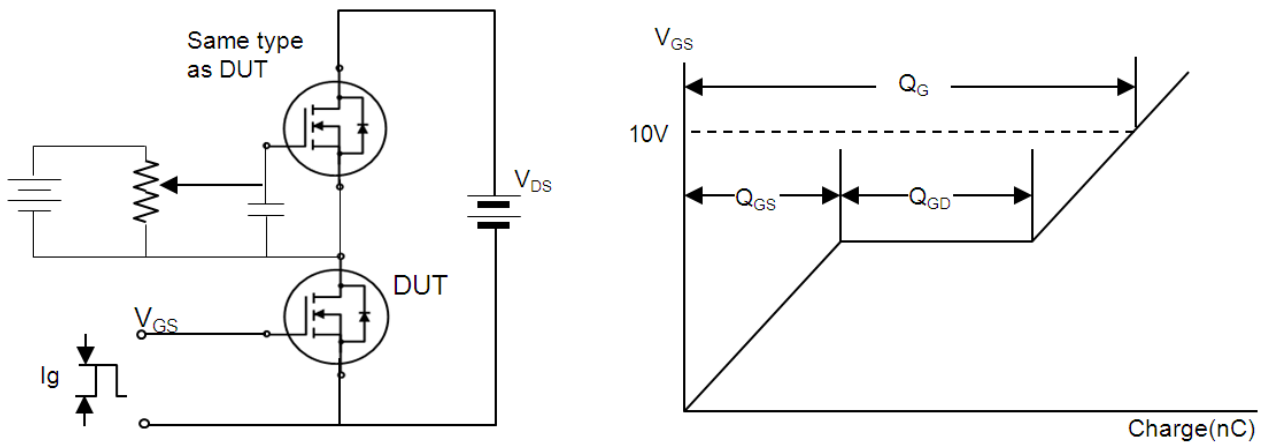 Same type
as DUT
V_DS
DUT
V_GS
Ig
V_GS
Q_G
10V
Q_GS
Q_GD
Charge(nC)